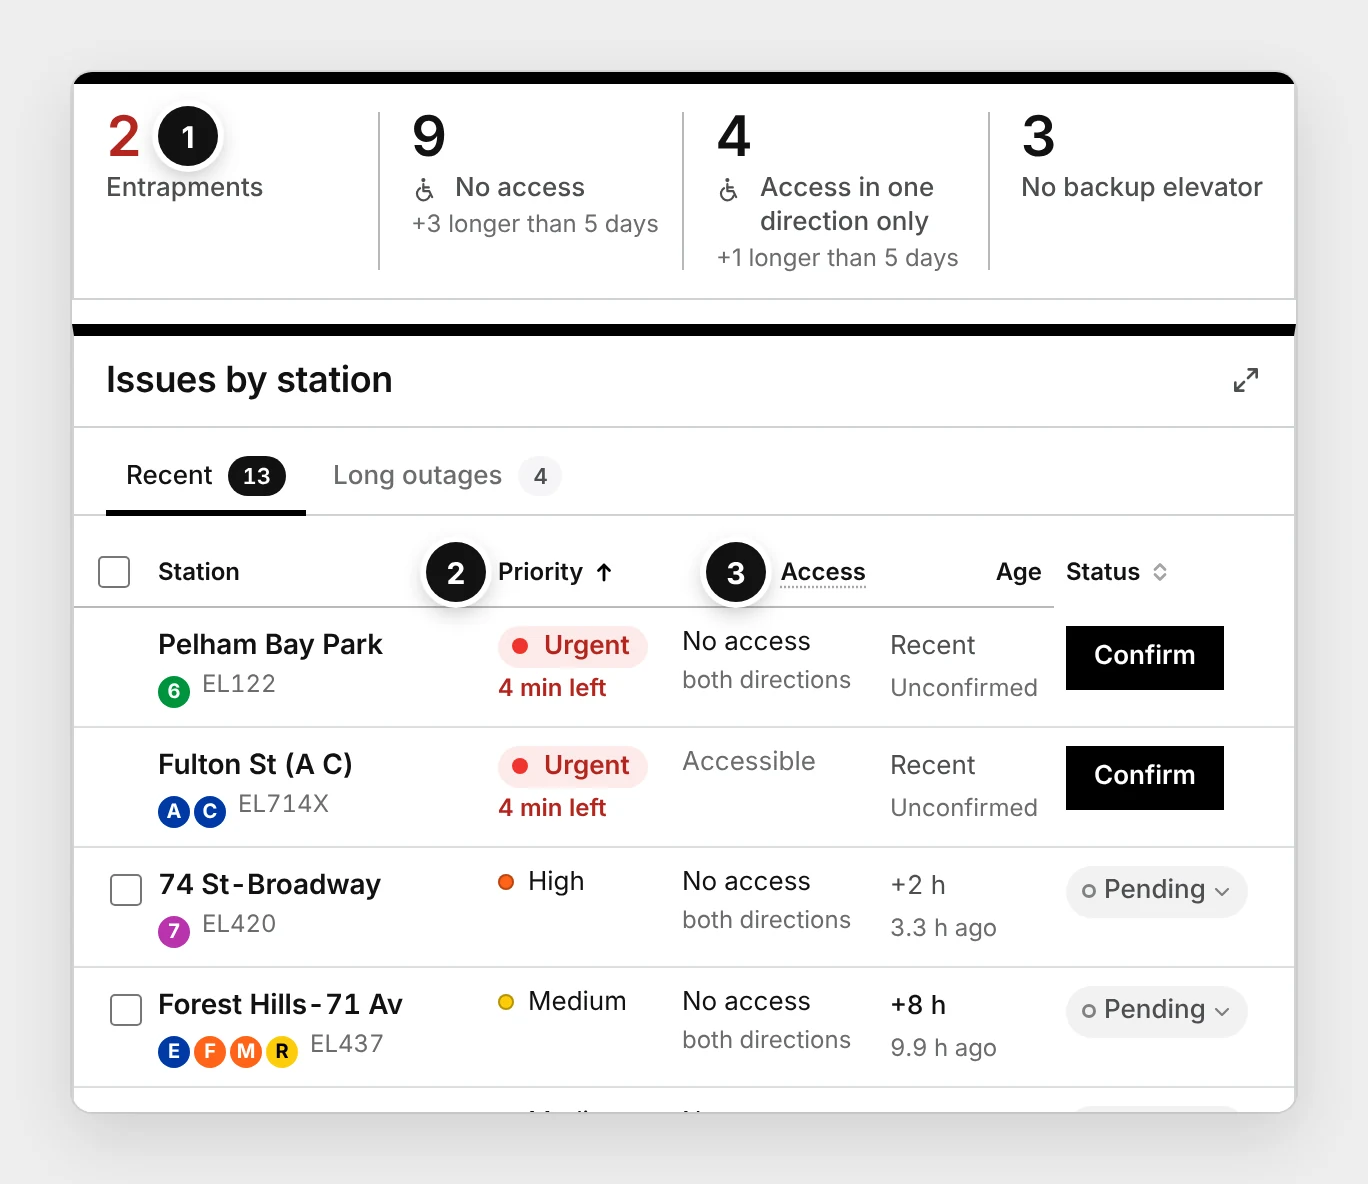 2 1
Entrapments
9
No access
+3 longer than 5 days
4
Access in one
direction only
+1 longer than 5 days
3
No backup elevator
Issues by station
Recent 13 Long outages 4
Station 2 Priority 3 Access Age Status
Pelham Bay Park
6 EL122
Urgent
4 min left
No access
both directions
Recent
Unconfirmed
Confirm
Fulton St (A C)
A C EL714X
Urgent
4 min left
Accessible
Recent
Unconfirmed
Confirm
74 St-Broadway
7 EL420
High
No access
both directions
+2 h
3.3 h ago
Pending
Forest Hills-71 Av
E F M R EL437
Medium
No access
both directions
+8 h
9.9 h ago
Pending